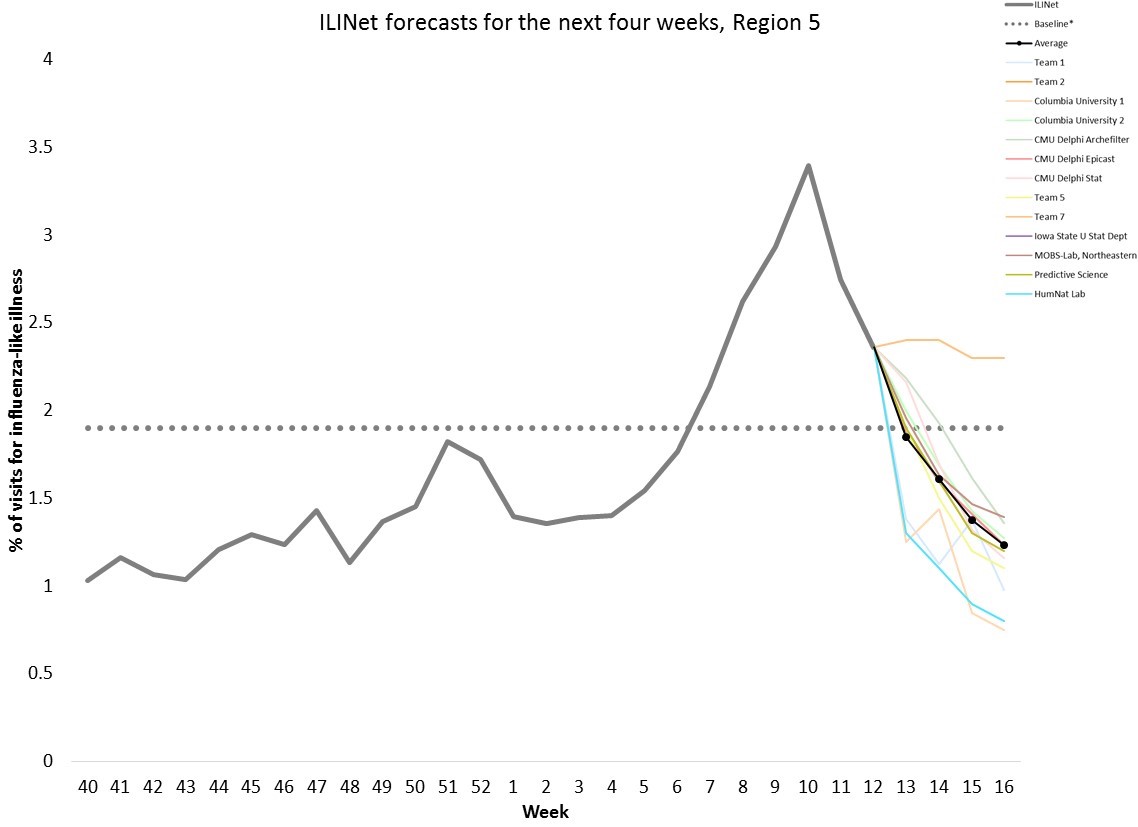 ILINet forecasts for the next four weeks, Region 5
ILINet
Baseline*
Average
Team 1
Team 2
Columbia University 1
Columbia University 2
CMU Delphi Archefilter
CMU Delphi Epicast
CMU Delphi Stat
Team 5
Team 7
Iowa State U Stat Dept
MOBS-Lab, Northeastern
Predictive Science
HumNat Lab
% of visits for influenza-like illness
4
3.5
3
2.5
2
1.5
1
0.5
0
40 41 42 43 44 45 46 47 48 49 50 51 52 1 2 3 4 5 6 7 8 9 10 11 12 13 14 15 16
Week